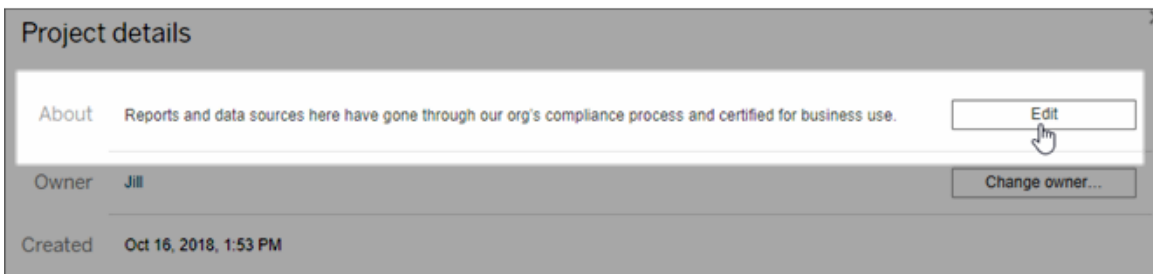 Project details
About Reports and data sources here have gone through our org's compliance process and certified for business use. Edit
Owner Jill Change owner...
Created Oct 16, 2018, 1:53 PM